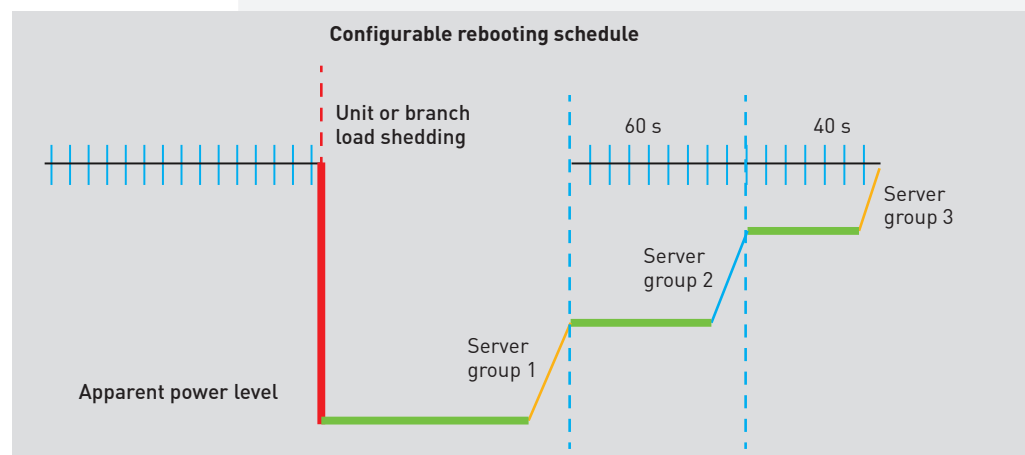 Configurable rebooting schedule
Unit or branch
load shedding
60 s
40 s
Server
group 3
Server
group 2
Server
group 1
Apparent power level